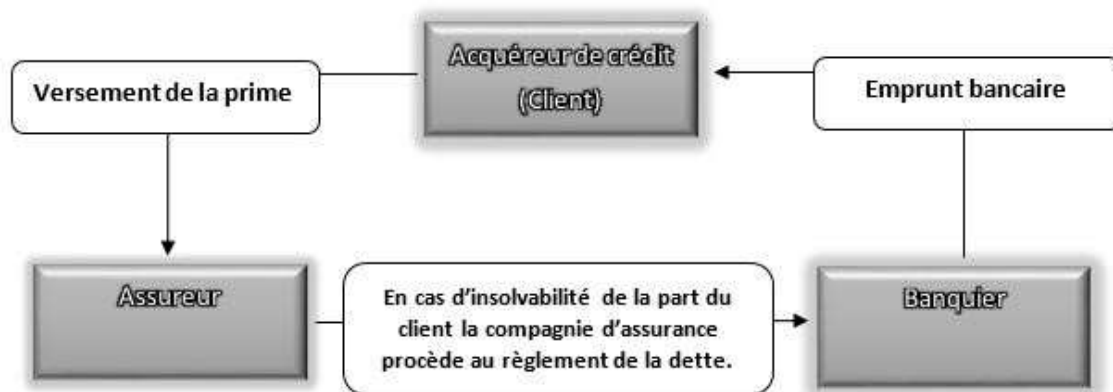 Acquéreur de crédit
(Client)
Versement de la prime
Emprunt bancaire
Assureur
En cas d’insolvabilité de la part du
client la compagnie d’assurance
procède au règlement de la dette.
Banquier